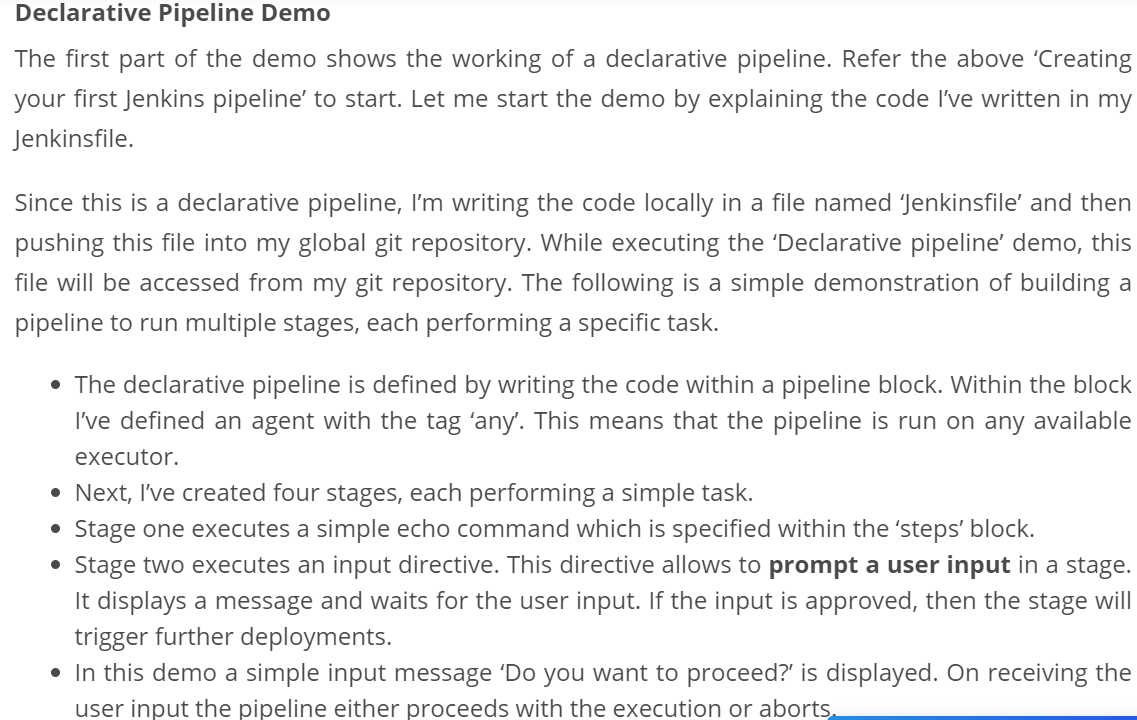 Declarative Pipeline Demo
The first part of the demo shows the working of a declarative pipeline. Refer the above ‘Creating
your first Jenkins pipeline’ to start. Let me start the demo by explaining the code I’ve written in my
Jenkinsfile.
Since this is a declarative pipeline, I’m writing the code locally in a file named ‘Jenkinsfile’ and then
pushing this file into my global git repository. While executing the ‘Declarative pipeline’ demo, this
file will be accessed from my git repository. The following is a simple demonstration of building a
pipeline to run multiple stages, each performing a specific task.
• The declarative pipeline is defined by writing the code within a pipeline block. Within the block
I’ve defined an agent with the tag ‘any’. This means that the pipeline is run on any available
executor.
• Next, I’ve created four stages, each performing a simple task.
• Stage one executes a simple echo command which is specified within the ‘steps’ block.
• Stage two executes an input directive. This directive allows to prompt a user input in a stage.
It displays a message and waits for the user input. If the input is approved, then the stage will
trigger further deployments.
• In this demo a simple input message ‘Do you want to proceed?’ is displayed. On receiving the
user input the pipeline either proceeds with the execution or aborts.